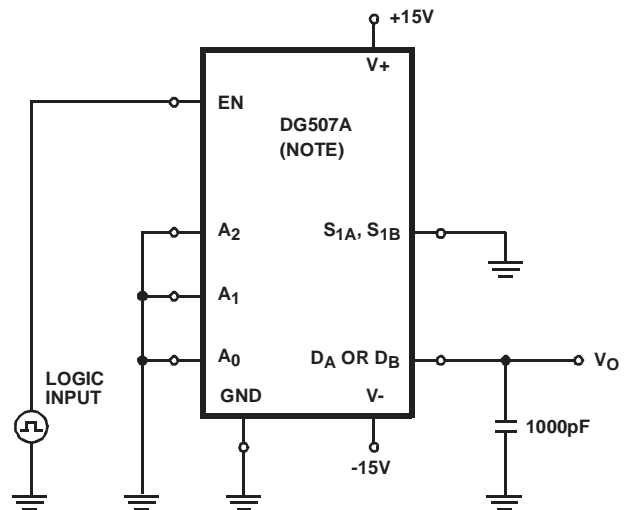 +15V
V+
EN
DG507A
(NOTE)
A2
S1A, S1B
A1
A0
DA OR DB
VO
LOGIC
INPUT
GND
V-
1000pF
-15V